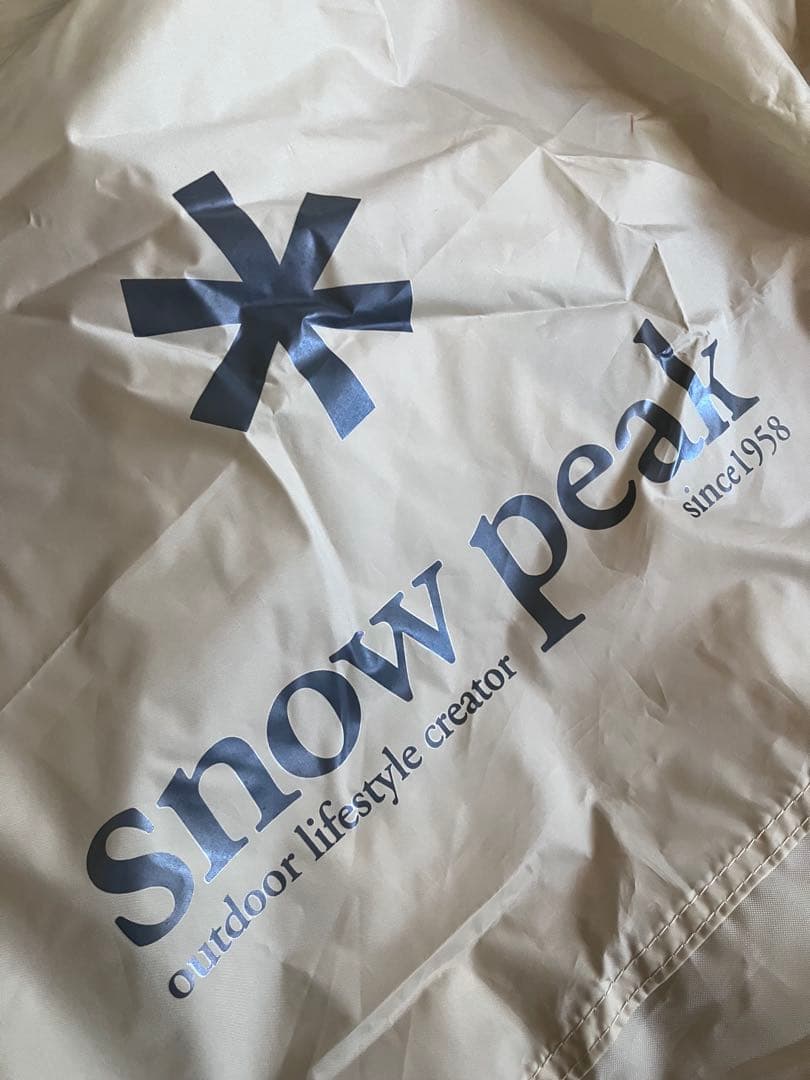 snow peak
since1958
outdoor lifestyle creator